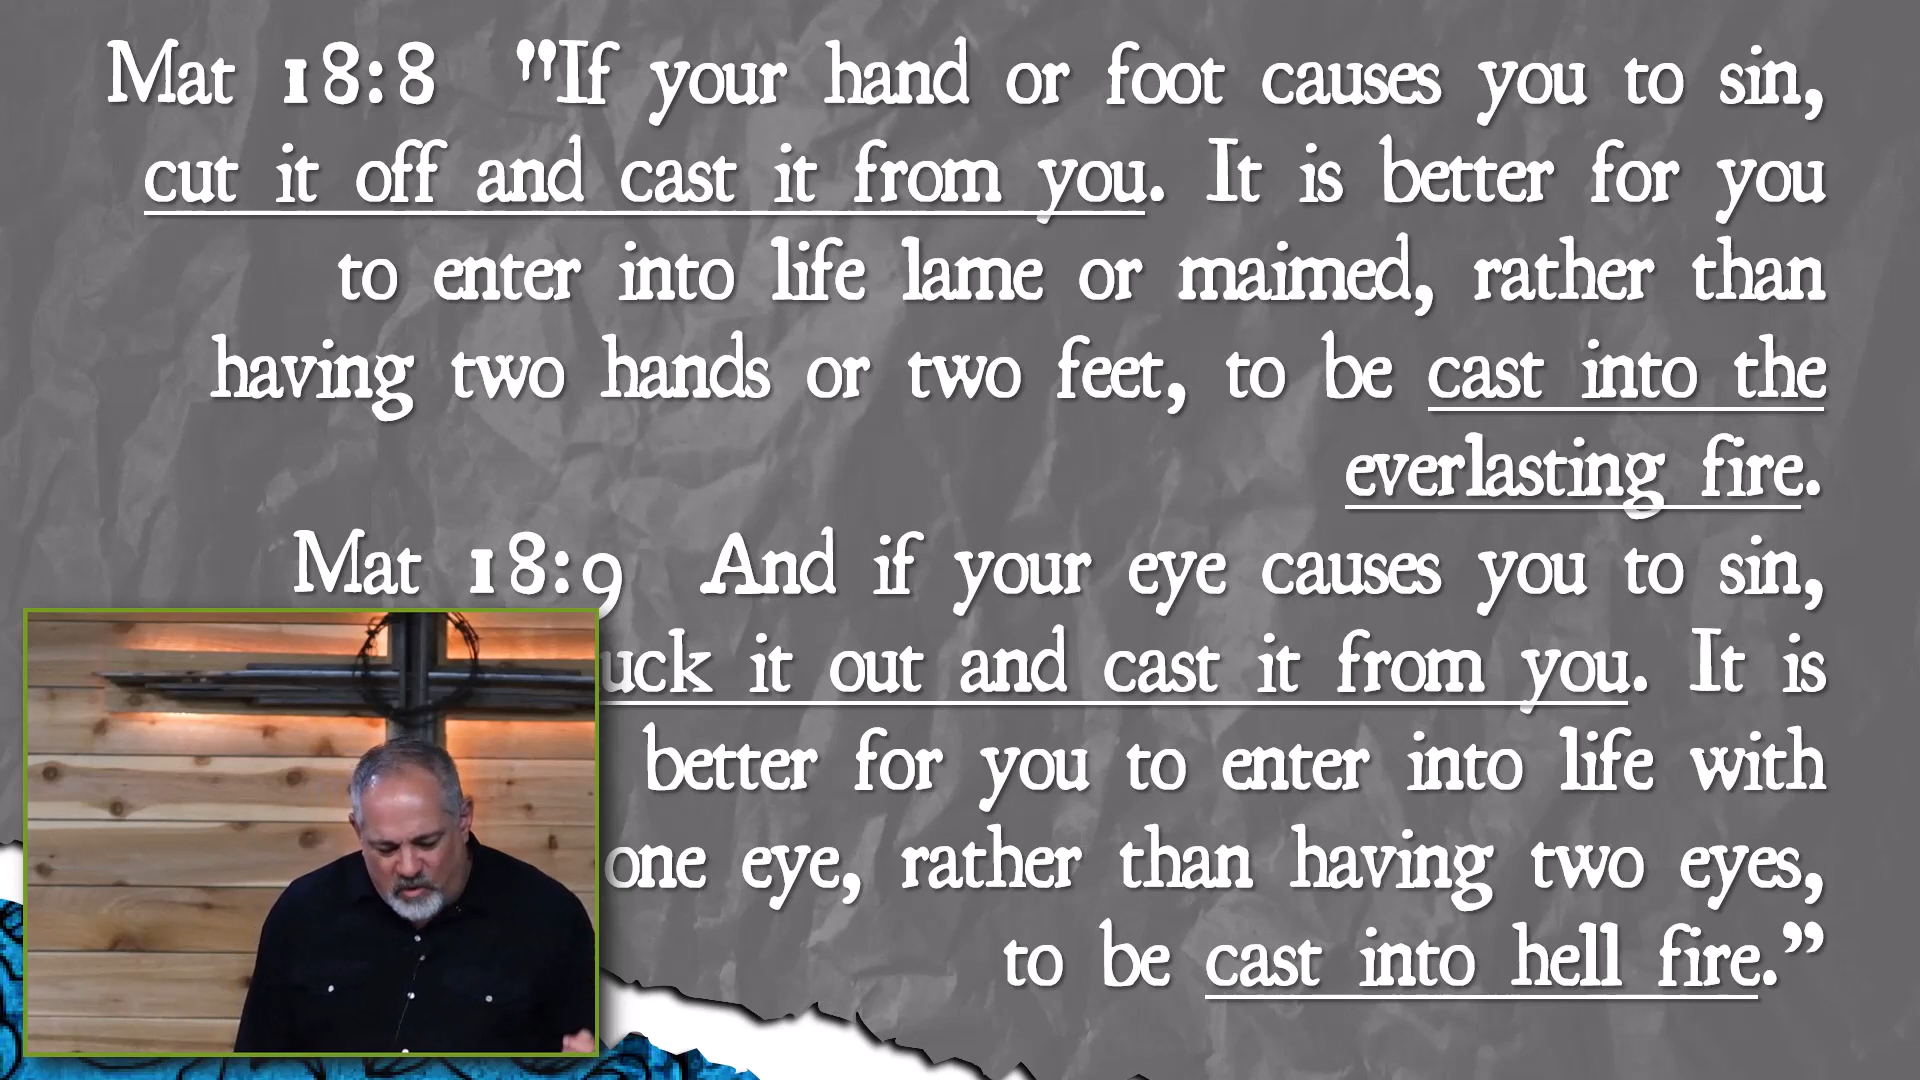 Mat 18:8 "If your hand or foot causes you to sin,
cut it off and cast it from you. It is better for you
to enter into life lame or maimed, rather than
having two hands or two feet, to be cast into the
everlasting fire.
Mat 18:9 And if your eye causes you to sin,
it out and cast it from you. It is
better for you to enter into life with
one eye, rather than having two eyes,
to be cast into hell fire.”